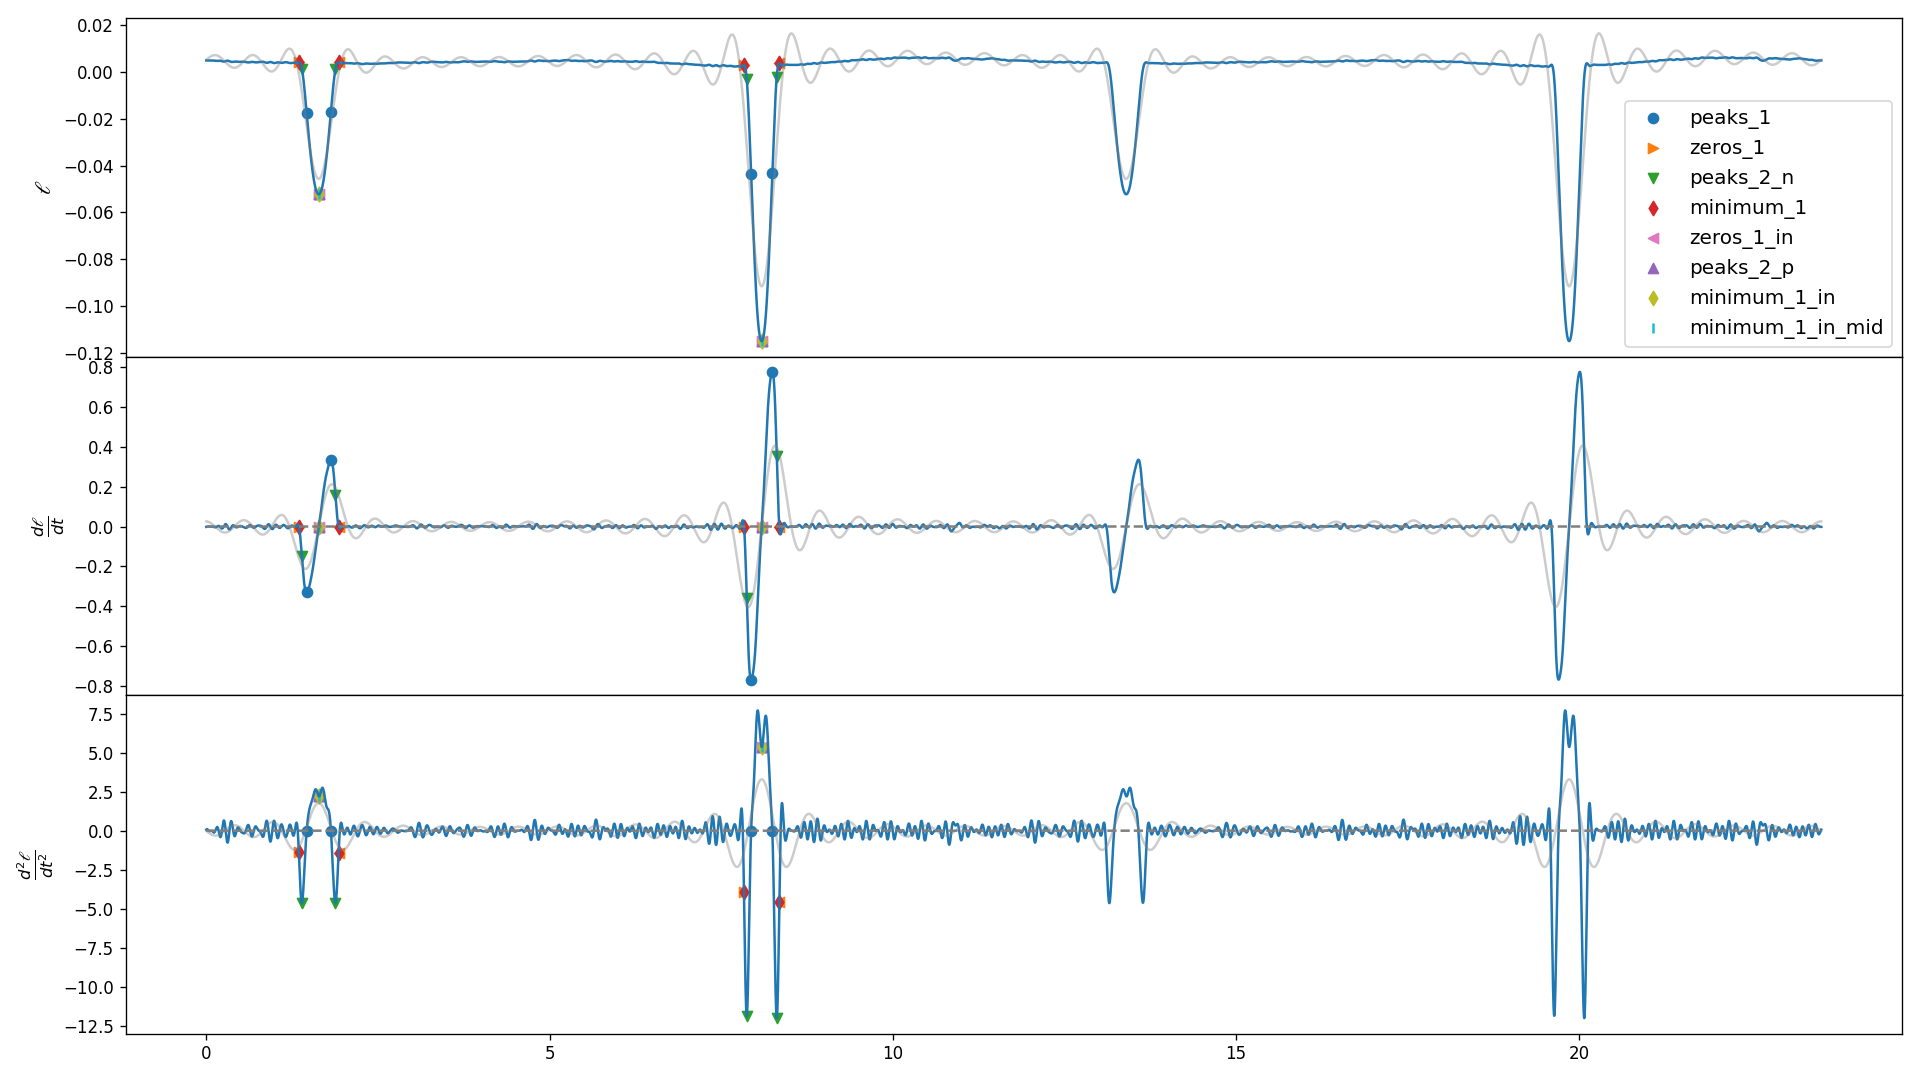 0.02
0.00
−0.02
−0.04
−0.06
−0.08
−0.10
−0.12
ℓ
peaks_1
zeros_1
peaks_2_n
minimum_1
zeros_1_in
peaks_2_p
minimum_1_in
minimum_1_in_mid
0.8
0.6
0.4
0.2
0.0
−0.2
−0.4
−0.6
−0.8
dℓ
dt
7.5
5.0
2.5
0.0
−2.5
−5.0
−7.5
−10.0
−12.5
d²ℓ
dt²
0 5 10 15 20